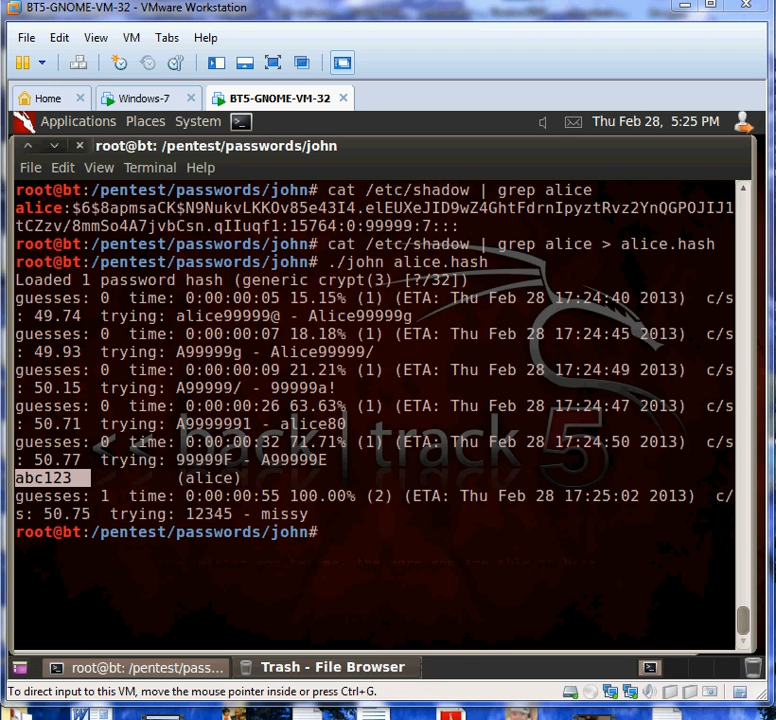 BT5-GNOME-VM-32 - VMware Workstation
File Edit View VM Tabs Help
Home Windows-7 BT5-GNOME-VM-32
Applications Places System Thu Feb 28, 5:25 PM
root@bt: /pentest/passwords/john
File Edit View Terminal Help
root@bt:/pentest/passwords/john# cat /etc/shadow | grep alice
alice:$6$8apmsaCK$N9NukvLKKOv85e43I4.elEUXeJID9wZ4GhtFdrnIpyztRvz2YnQGPOJIJ1
tCZzv/8mmSo4A7jvbCsn.qIIuqf1:15764:0:99999:7:::
root@bt:/pentest/passwords/john# cat /etc/shadow | grep alice > alice.hash
root@bt:/pentest/passwords/john# ./john alice.hash
Loaded 1 password hash (generic crypt(3) [?/32])
guesses: 0  time: 0:00:00:05 15.15% (1) (ETA: Thu Feb 28 17:24:40 2013)  c/s
: 49.74  trying: alice99999@ - Alice99999g
guesses: 0  time: 0:00:00:07 18.18% (1) (ETA: Thu Feb 28 17:24:45 2013)  c/s
: 49.93  trying: A99999g - Alice99999/
guesses: 0  time: 0:00:00:09 21.21% (1) (ETA: Thu Feb 28 17:24:49 2013)  c/s
: 50.15  trying: A99999/ - 99999a!
guesses: 0  time: 0:00:00:26 63.63% (1) (ETA: Thu Feb 28 17:24:47 2013)  c/s
: 50.71  trying: A9999991 - alice80
guesses: 0  time: 0:00:00:32 71.71% (1) (ETA: Thu Feb 28 17:24:50 2013)  c/s
: 50.77  trying: 99999F - A99999E
abc123           (alice)
guesses: 1  time: 0:00:00:55 100.00% (2) (ETA: Thu Feb 28 17:25:02 2013)  c/
s: 50.75  trying: 12345 - missy
root@bt:/pentest/passwords/john#
<< back | track 5
root@bt: /pentest/pass... Trash - File Browser
To direct input to this VM, move the mouse pointer inside or press Ctrl+G.